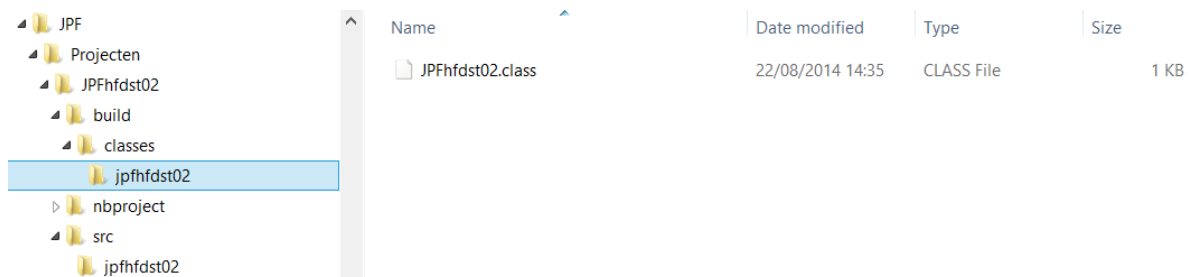 JPF
Projecten
JPFhfdst02
build
classes
jpfhfdst02
nbproject
src
jpfhfdst02
Name Date modified Type Size
JPFhfdst02.class 22/08/2014 14:35 CLASS File 1 KB